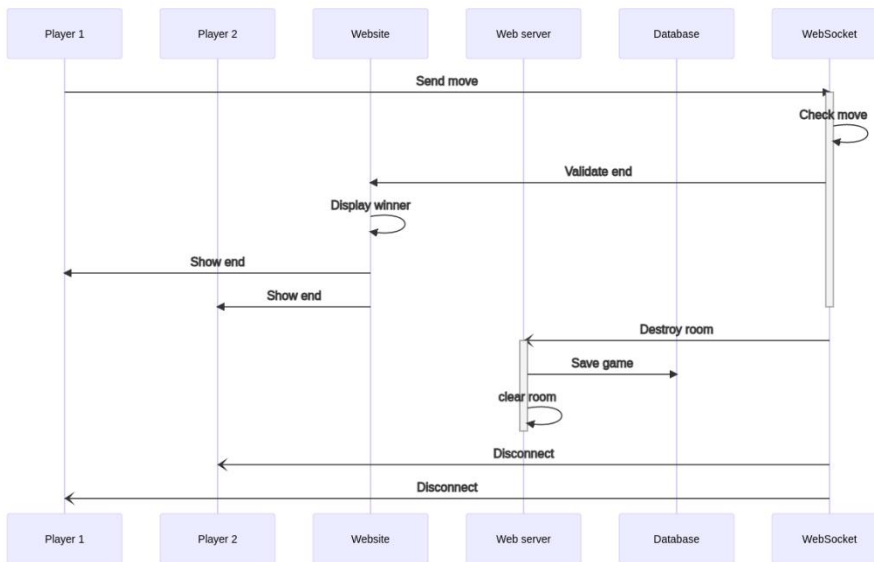 Player 1
Player 2
Website
Web server
Database
WebSocket
Send move
Check move
Validate end
Display winner
Show end
Show end
Destroy room
Save game
clear room
Disconnect
Disconnect
Player 1
Player 2
Website
Web server
Database
WebSocket